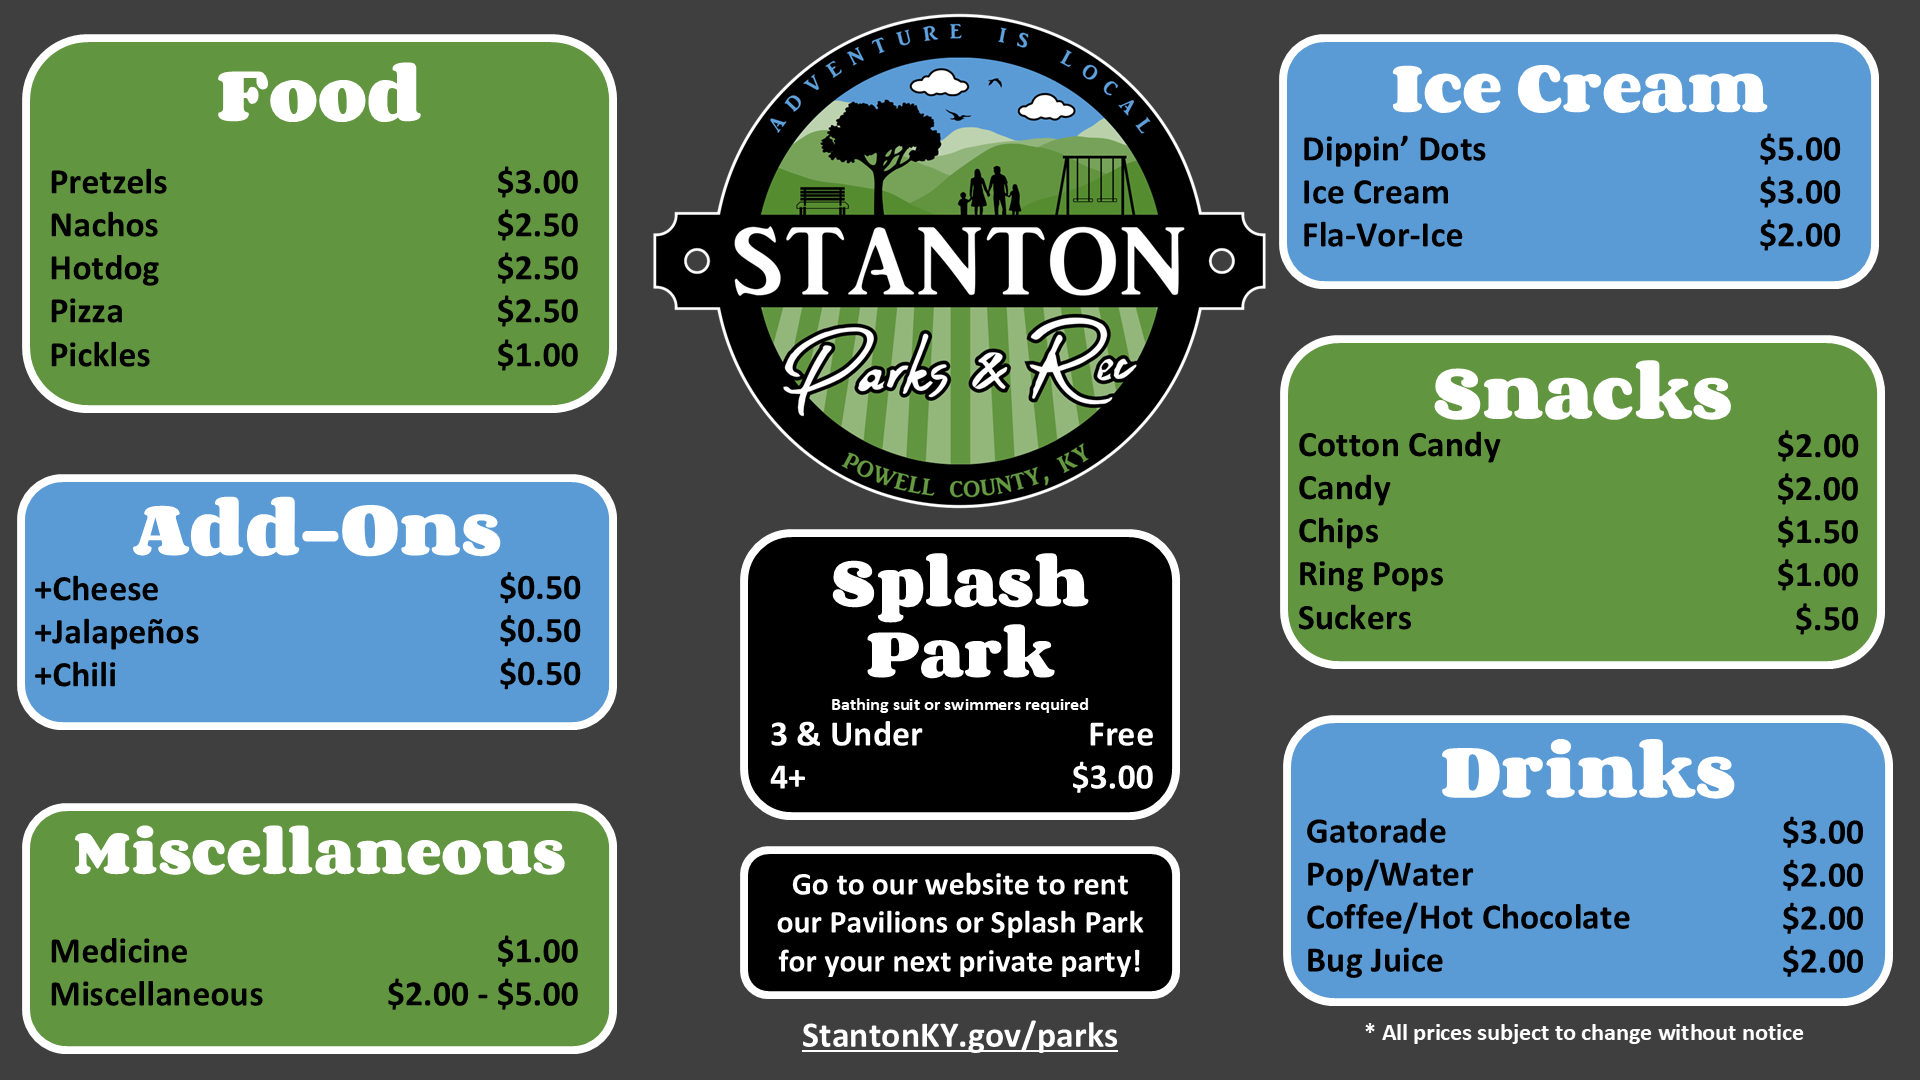 Food
Pretzels $3.00
Nachos $2.50
Hotdog $2.50
Pizza $2.50
Pickles $1.00
Add-Ons
+Cheese $0.50
+Jalapeños $0.50
+Chili $0.50
Miscellaneous
Medicine $1.00
Miscellaneous $2.00 - $5.00
ADVENTURE IS LOCAL
STANTON
Parks & Rec
POWELL COUNTY, KY
Splash
Park
Bathing suit or swimmers required
3 & Under Free
4+ $3.00
Go to our website to rent
our Pavilions or Splash Park
for your next private party!
StantonKY.gov/parks
Ice Cream
Dippin’ Dots $5.00
Ice Cream $3.00
Fla-Vor-Ice $2.00
Snacks
Cotton Candy $2.00
Candy $2.00
Chips $1.50
Ring Pops $1.00
Suckers $.50
Drinks
Gatorade $3.00
Pop/Water $2.00
Coffee/Hot Chocolate $2.00
Bug Juice $2.00
* All prices subject to change without notice